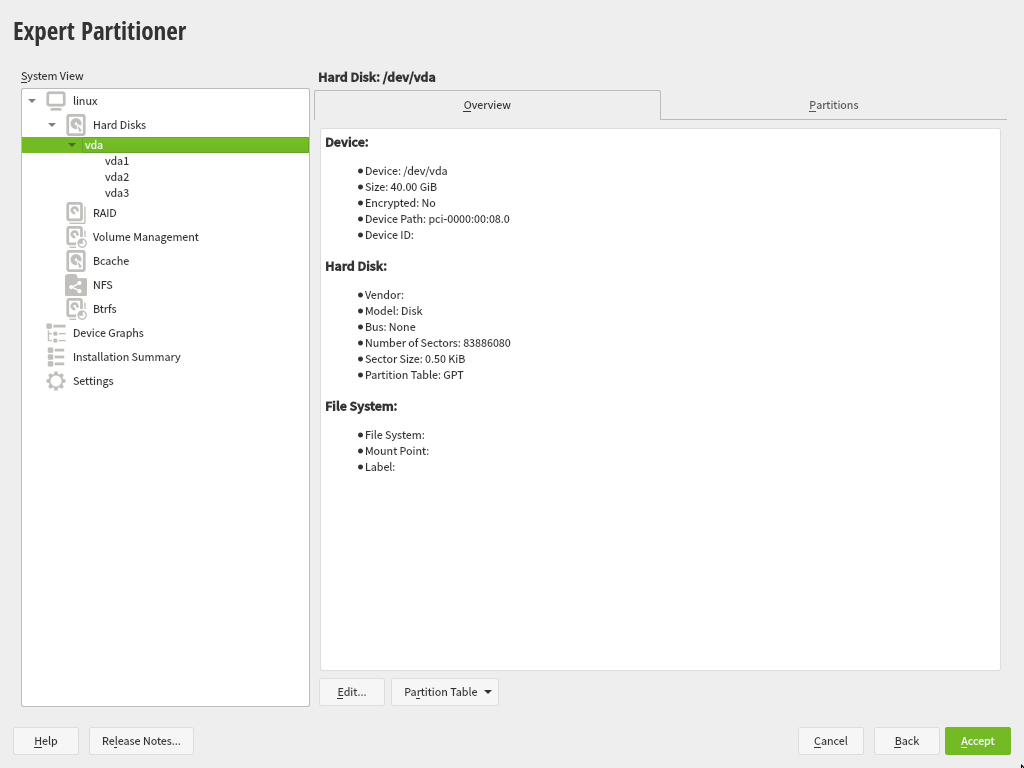 Expert Partitioner
System View
linux
Hard Disks
vda
vda1
vda2
vda3
RAID
Volume Management
Bcache
NFS
Btrfs
Device Graphs
Installation Summary
Settings
Hard Disk: /dev/vda
Overview
Partitions
Device:
Device: /dev/vda
Size: 40.00 GiB
Encrypted: No
Device Path: pci-0000:00:08.0
Device ID:
Hard Disk:
Vendor:
Model: Disk
Bus: None
Number of Sectors: 83886080
Sector Size: 0.50 KiB
Partition Table: GPT
File System:
File System:
Mount Point:
Label:
Edit...
Partition Table
Help
Release Notes...
Cancel
Back
Accept